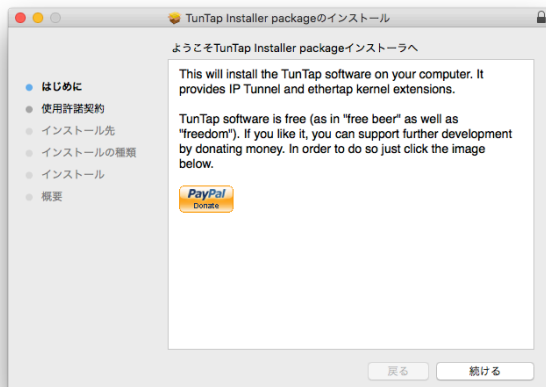 TunTap Installer packageのインストール
ようこそTunTap Installer packageインストーラへ
はじめに
使用許諾契約
インストール先
インストールの種類
インストール
概要
This will install the TunTap software on your computer. It
provides IP Tunnel and ethertap kernel extensions.
TunTap software is free (as in "free beer" as well as
"freedom"). If you like it, you can support further development
by donating money. In order to do so just click the image
below.
PayPal
Donate
戻る
続ける